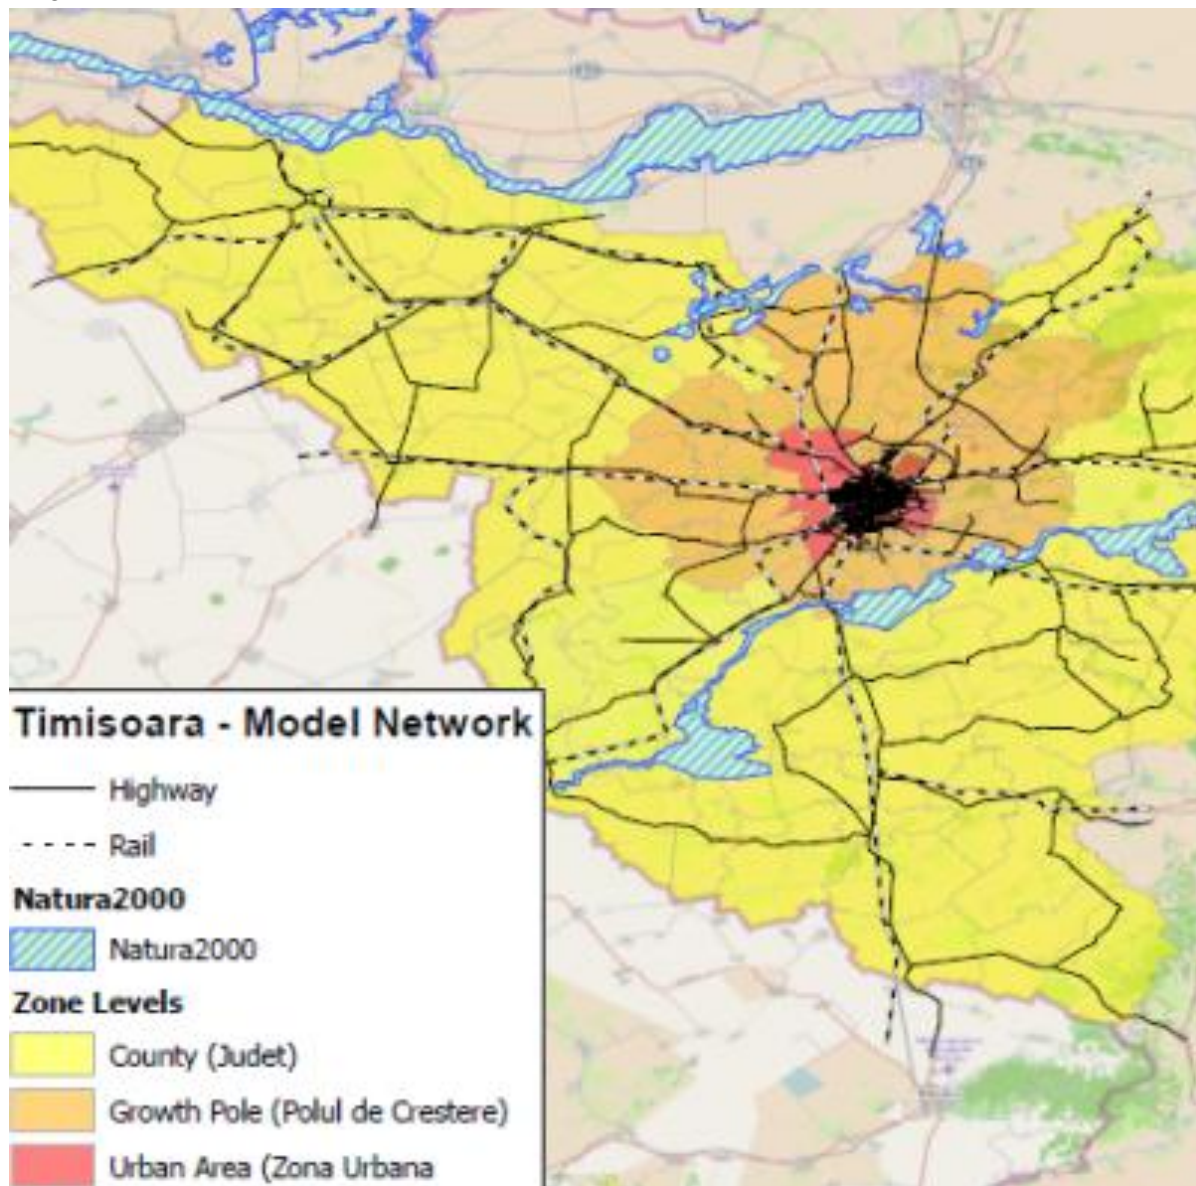 Timisoara - Model Network
Highway
Rail
Natura2000
Natura2000
Zone Levels
County (Judet)
Growth Pole (Polul de Crestere)
Urban Area (Zona Urbana